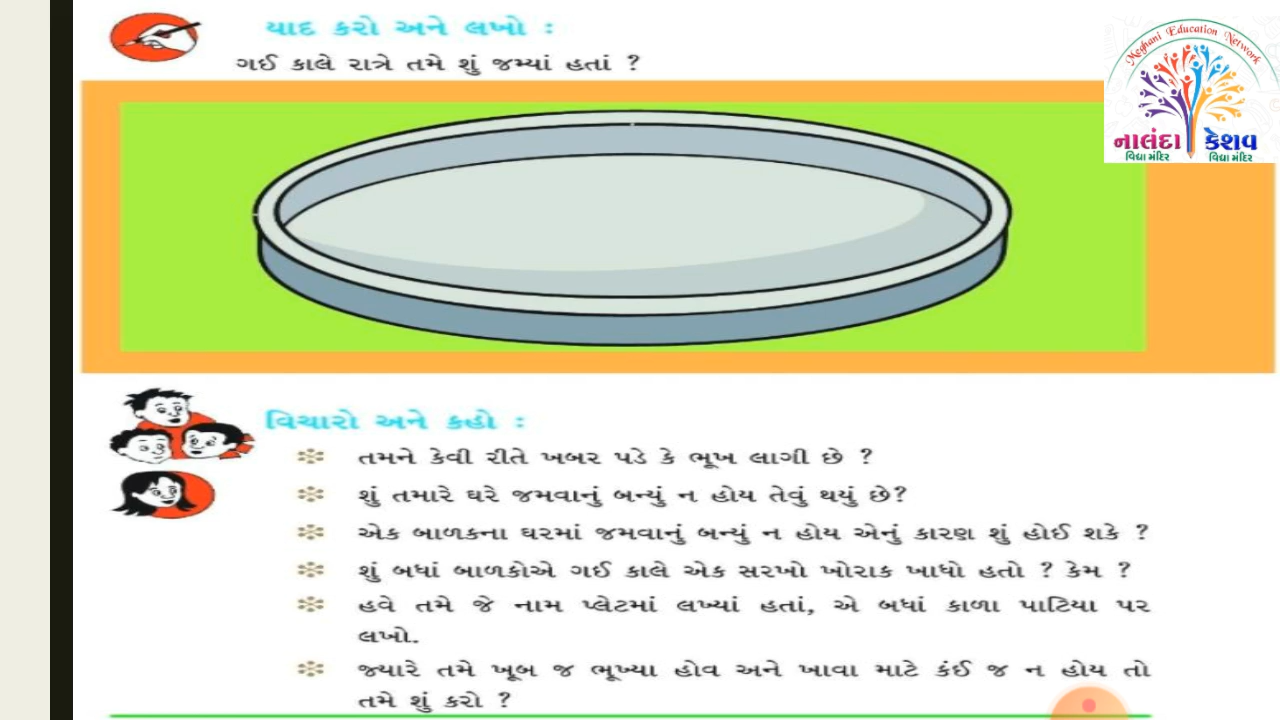 યાદ કરો અને લખો :
ગઈ કાલે રાત્રે તમે શું જમ્યાં હતાં ?
Meghani Education Network
નાલંદા કેશવ
વિદ્યા મંદિર વિદ્યા મંદિર
વિચારો અને કહો :
તમને કેવી રીતે ખબર પડે કે ભૂખ લાગી છે ?
શું તમારે ઘરે જમવાનું બન્યું ન હોય તેવું થયું છે?
એક બાળકના ઘરમાં જમવાનું બન્યું ન હોય એનું કારણ શું હોઈ શકે ?
શું બધાં બાળકોએ ગઈ કાલે એક સરખો ખોરાક ખાધો હતો ? કેમ ?
હવે તમે જે નામ પ્લેટમાં લખ્યાં હતાં, એ બધાં કાળા પાટિયા પર
લખો.
જ્યારે તમે ખૂબ જ ભૂખ્યા હોવ અને ખાવા માટે કંઈ જ ન હોય તો
તમે શું કરો ?